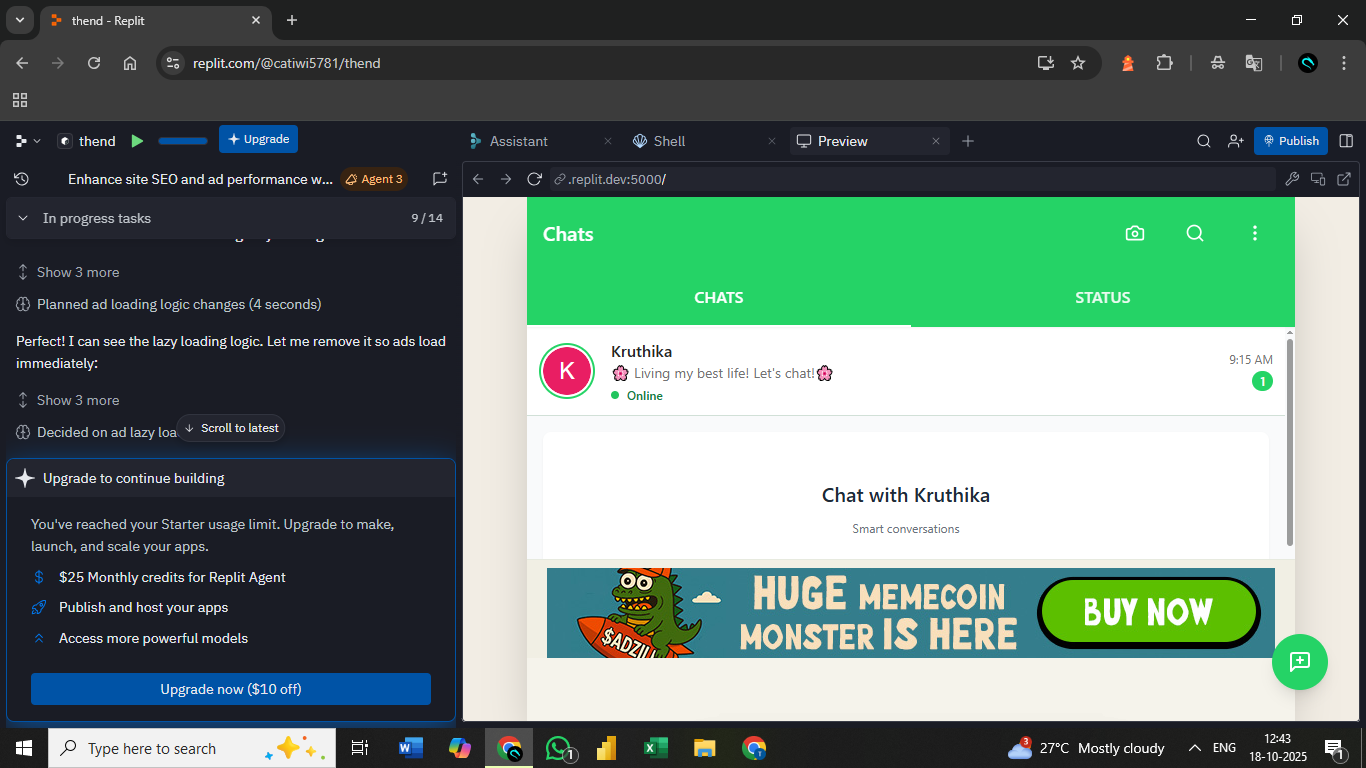 thend - Replit
replit.com/@catiwi5781/thend
thend
Upgrade
Assistant
Shell
Preview
Publish
Enhance site SEO and ad performance w...
Agent 3
.replit.dev:5000/
In progress tasks
9 / 14
Show 3 more
Planned ad loading logic changes (4 seconds)
Perfect! I can see the lazy loading logic. Let me remove it so ads load
immediately:
Show 3 more
Decided on ad lazy loa
Scroll to latest
Upgrade to continue building
You've reached your Starter usage limit. Upgrade to make,
launch, and scale your apps.
$25 Monthly credits for Replit Agent
Publish and host your apps
Access more powerful models
Upgrade now ($10 off)
Chats
CHATS
STATUS
K
Kruthika
9:15 AM
🌸 Living my best life! Let's chat!🌸
1
Online
Chat with Kruthika
Smart conversations
HUGE MEMECOIN
MONSTER IS HERE
BUY NOW
Type here to search
1
3
27°C Mostly cloudy
ENG
12:43
18-10-2025
1